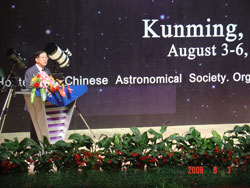 Kunming,
August 3-6,
Chinese Astronomical Society. Org
2008 8 3